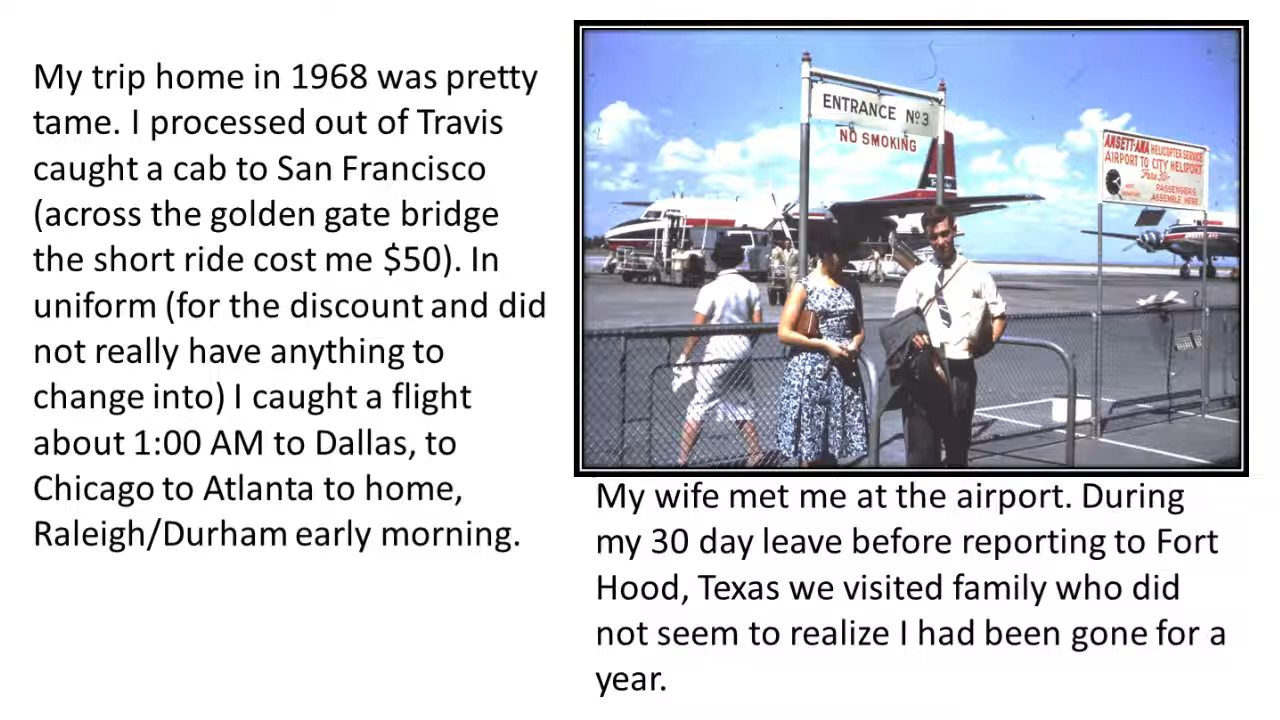 My trip home in 1968 was pretty
tame. I processed out of Travis
caught a cab to San Francisco
(across the golden gate bridge
the short ride cost me $50). In
uniform (for the discount and did
not really have anything to
change into) I caught a flight
about 1:00 AM to Dallas, to
Chicago to Atlanta to home,
Raleigh/Durham early morning.
ENTRANCE Nº3
NO SMOKING
ANSETT-ANA HELICOPTER SERVICE
AIRPORT TO CITY HELIPORT
Fare 30/-
PASSENGERS
ASSEMBLE HERE
My wife met me at the airport. During
my 30 day leave before reporting to Fort
Hood, Texas we visited family who did
not seem to realize I had been gone for a
year.